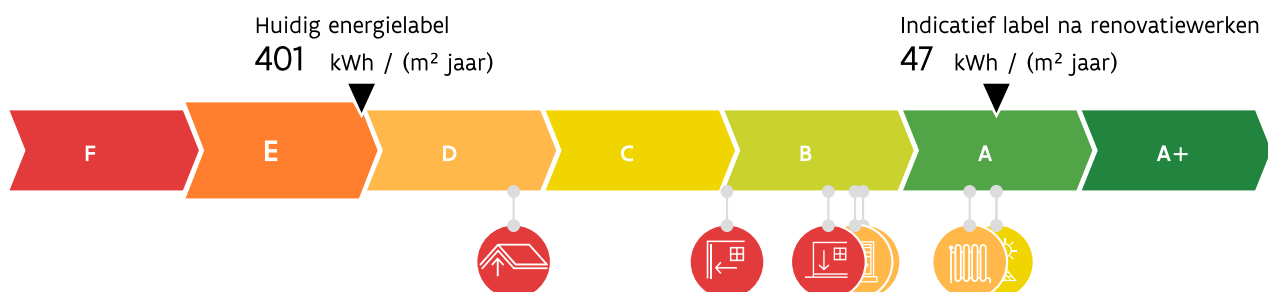 Huidig energielabel
401 kWh / (m² jaar)
Indicatief label na renovatiewerken
47 kWh / (m² jaar)
F E D C B A A+